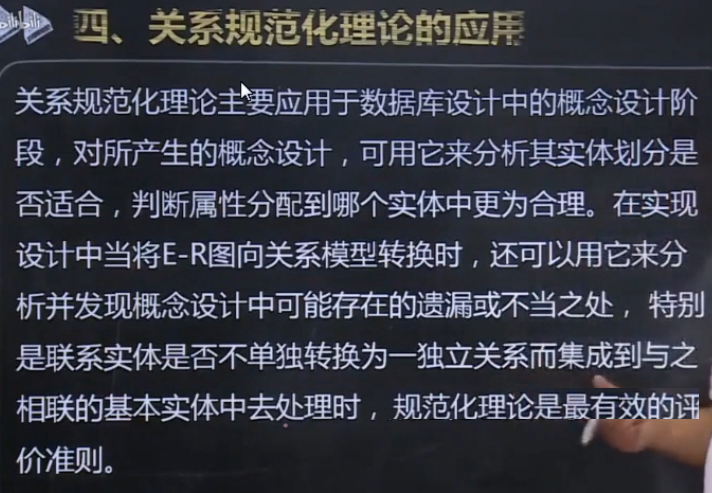 bilibili
四、关系规范化理论的应用
关系规范化理论主要应用于数据库设计中的概念设计阶
段，对所产生的概念设计，可用它来分析其实体划分是
否适合，判断属性分配到哪个实体中更为合理。在实现
设计中当将E-R图向关系模型转换时，还可以用它来分
析并发现概念设计中可能存在的遗漏或不当之处，特别
是联系实体是否不单独转换为一独立关系而集成到与之
相联的基本实体中去处理时，规范化理论是最有效的评
价准则。